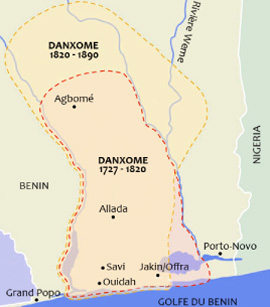 DANXOME
1820 - 1890
Rivière Weme
Agbomé
DANXOME
1727 - 1820
NIGERIA
BENIN
Allada
Porto-Novo
Savi
Jakin/Offra
Ouidah
Grand Popo
GOLFE DU BENIN